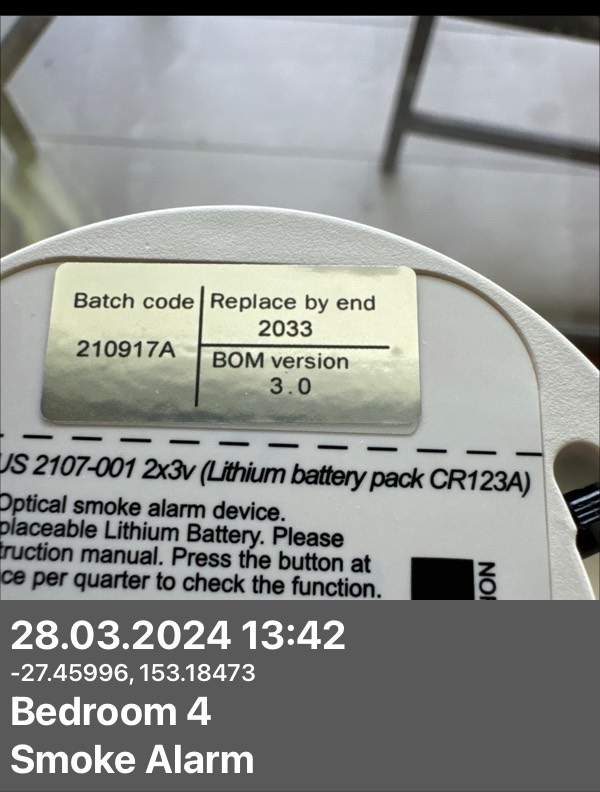 Batch code
210917A
Replace by end
2033
BOM version
3.0
US 2107-001 2x3v (Lithium battery pack CR123A)
Optical smoke alarm device.
placeable Lithium Battery. Please
truction manual. Press the button at
ce per quarter to check the function.
28.03.2024 13:42
-27.45996, 153.18473
Bedroom 4
Smoke Alarm